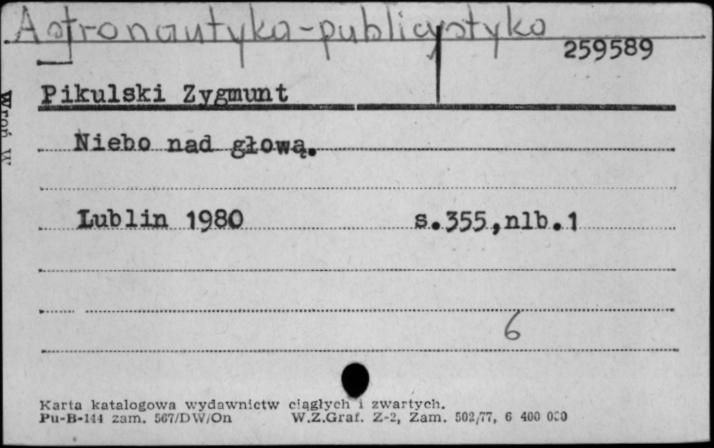 Astronautyka-publicystyka
259589
Pikulski Zygmunt
Niebo nad głową.
Lublin 1980 s.355,nlb.1
6
Karta katalogowa wydawnictw ciągłych i zwartych.
Pu-B-144 zam. 567/DW/On W.Z.Graf. Z-2, Zam. 502/77, 6 400 000